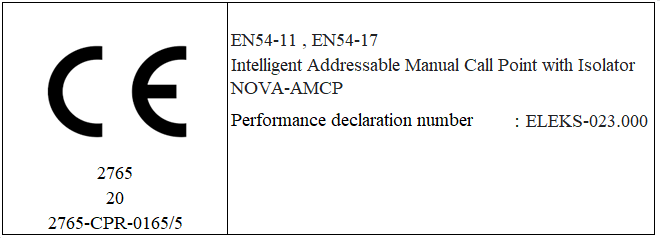 CE
2765
20
2765-CPR-0165/5
EN54-11 , EN54-17
Intelligent Addressable Manual Call Point with Isolator
NOVA-AMCP
Performance declaration number : ELEKS-023.000